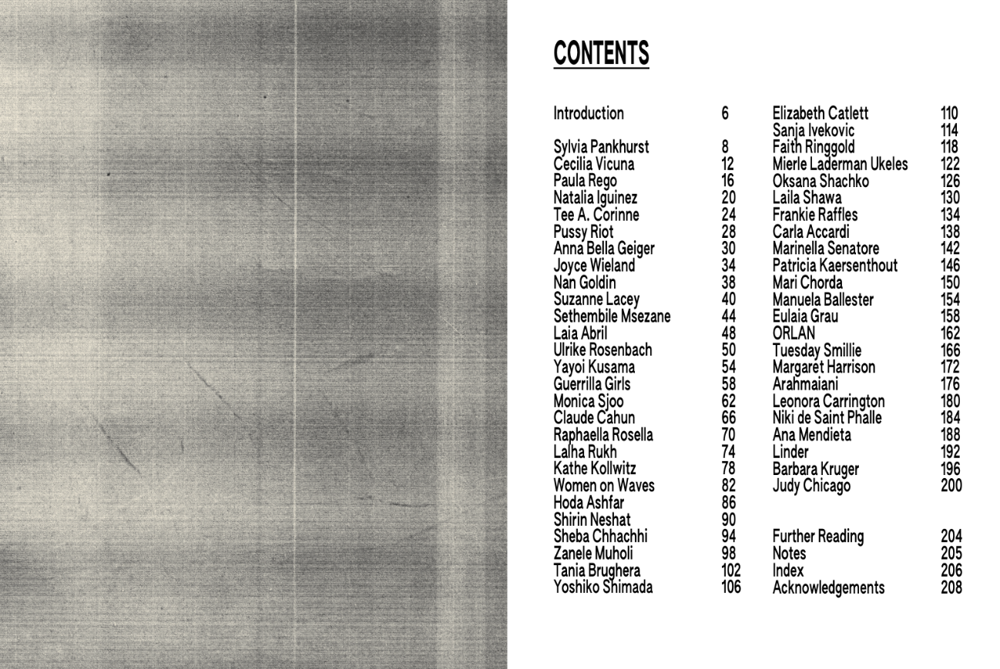 CONTENTS
Introduction 6
Sylvia Pankhurst 8
Cecilia Vicuna 12
Paula Rego 16
Natalia Iguinez 20
Tee A. Corinne 24
Pussy Riot 28
Anna Bella Geiger 30
Joyce Wieland 34
Nan Goldin 38
Suzanne Lacey 40
Sethembile Msezane 44
Laia Abril 48
Ulrike Rosenbach 50
Yayoi Kusama 54
Guerrilla Girls 58
Monica Sjoo 62
Claude Cahun 66
Raphaella Rosella 70
Lalha Rukh 74
Kathe Kollwitz 78
Women on Waves 82
Hoda Ashfar 86
Shirin Neshat 90
Sheba Chhachhi 94
Zanele Muholi 98
Tania Brughera 102
Yoshiko Shimada 106
Elizabeth Catlett 110
Sanja Ivekovic 114
Faith Ringgold 118
Mierle Laderman Ukeles 122
Oksana Shachko 126
Laila Shawa 130
Frankie Raffles 134
Carla Accardi 138
Marinella Senatore 142
Patricia Kaersenthout 146
Mari Chorda 150
Manuela Ballester 154
Eulaia Grau 158
ORLAN 162
Tuesday Smillie 166
Margaret Harrison 172
Arahmaiani 176
Leonora Carrington 180
Niki de Saint Phalle 184
Ana Mendieta 188
Linder 192
Barbara Kruger 196
Judy Chicago 200
Further Reading 204
Notes 205
Index 206
Acknowledgements 208